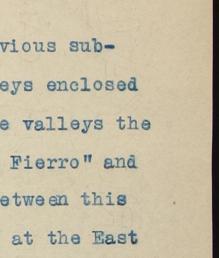 vious sub-
eys enclosed
e valleys the
Fierro" and
etween this
at the East